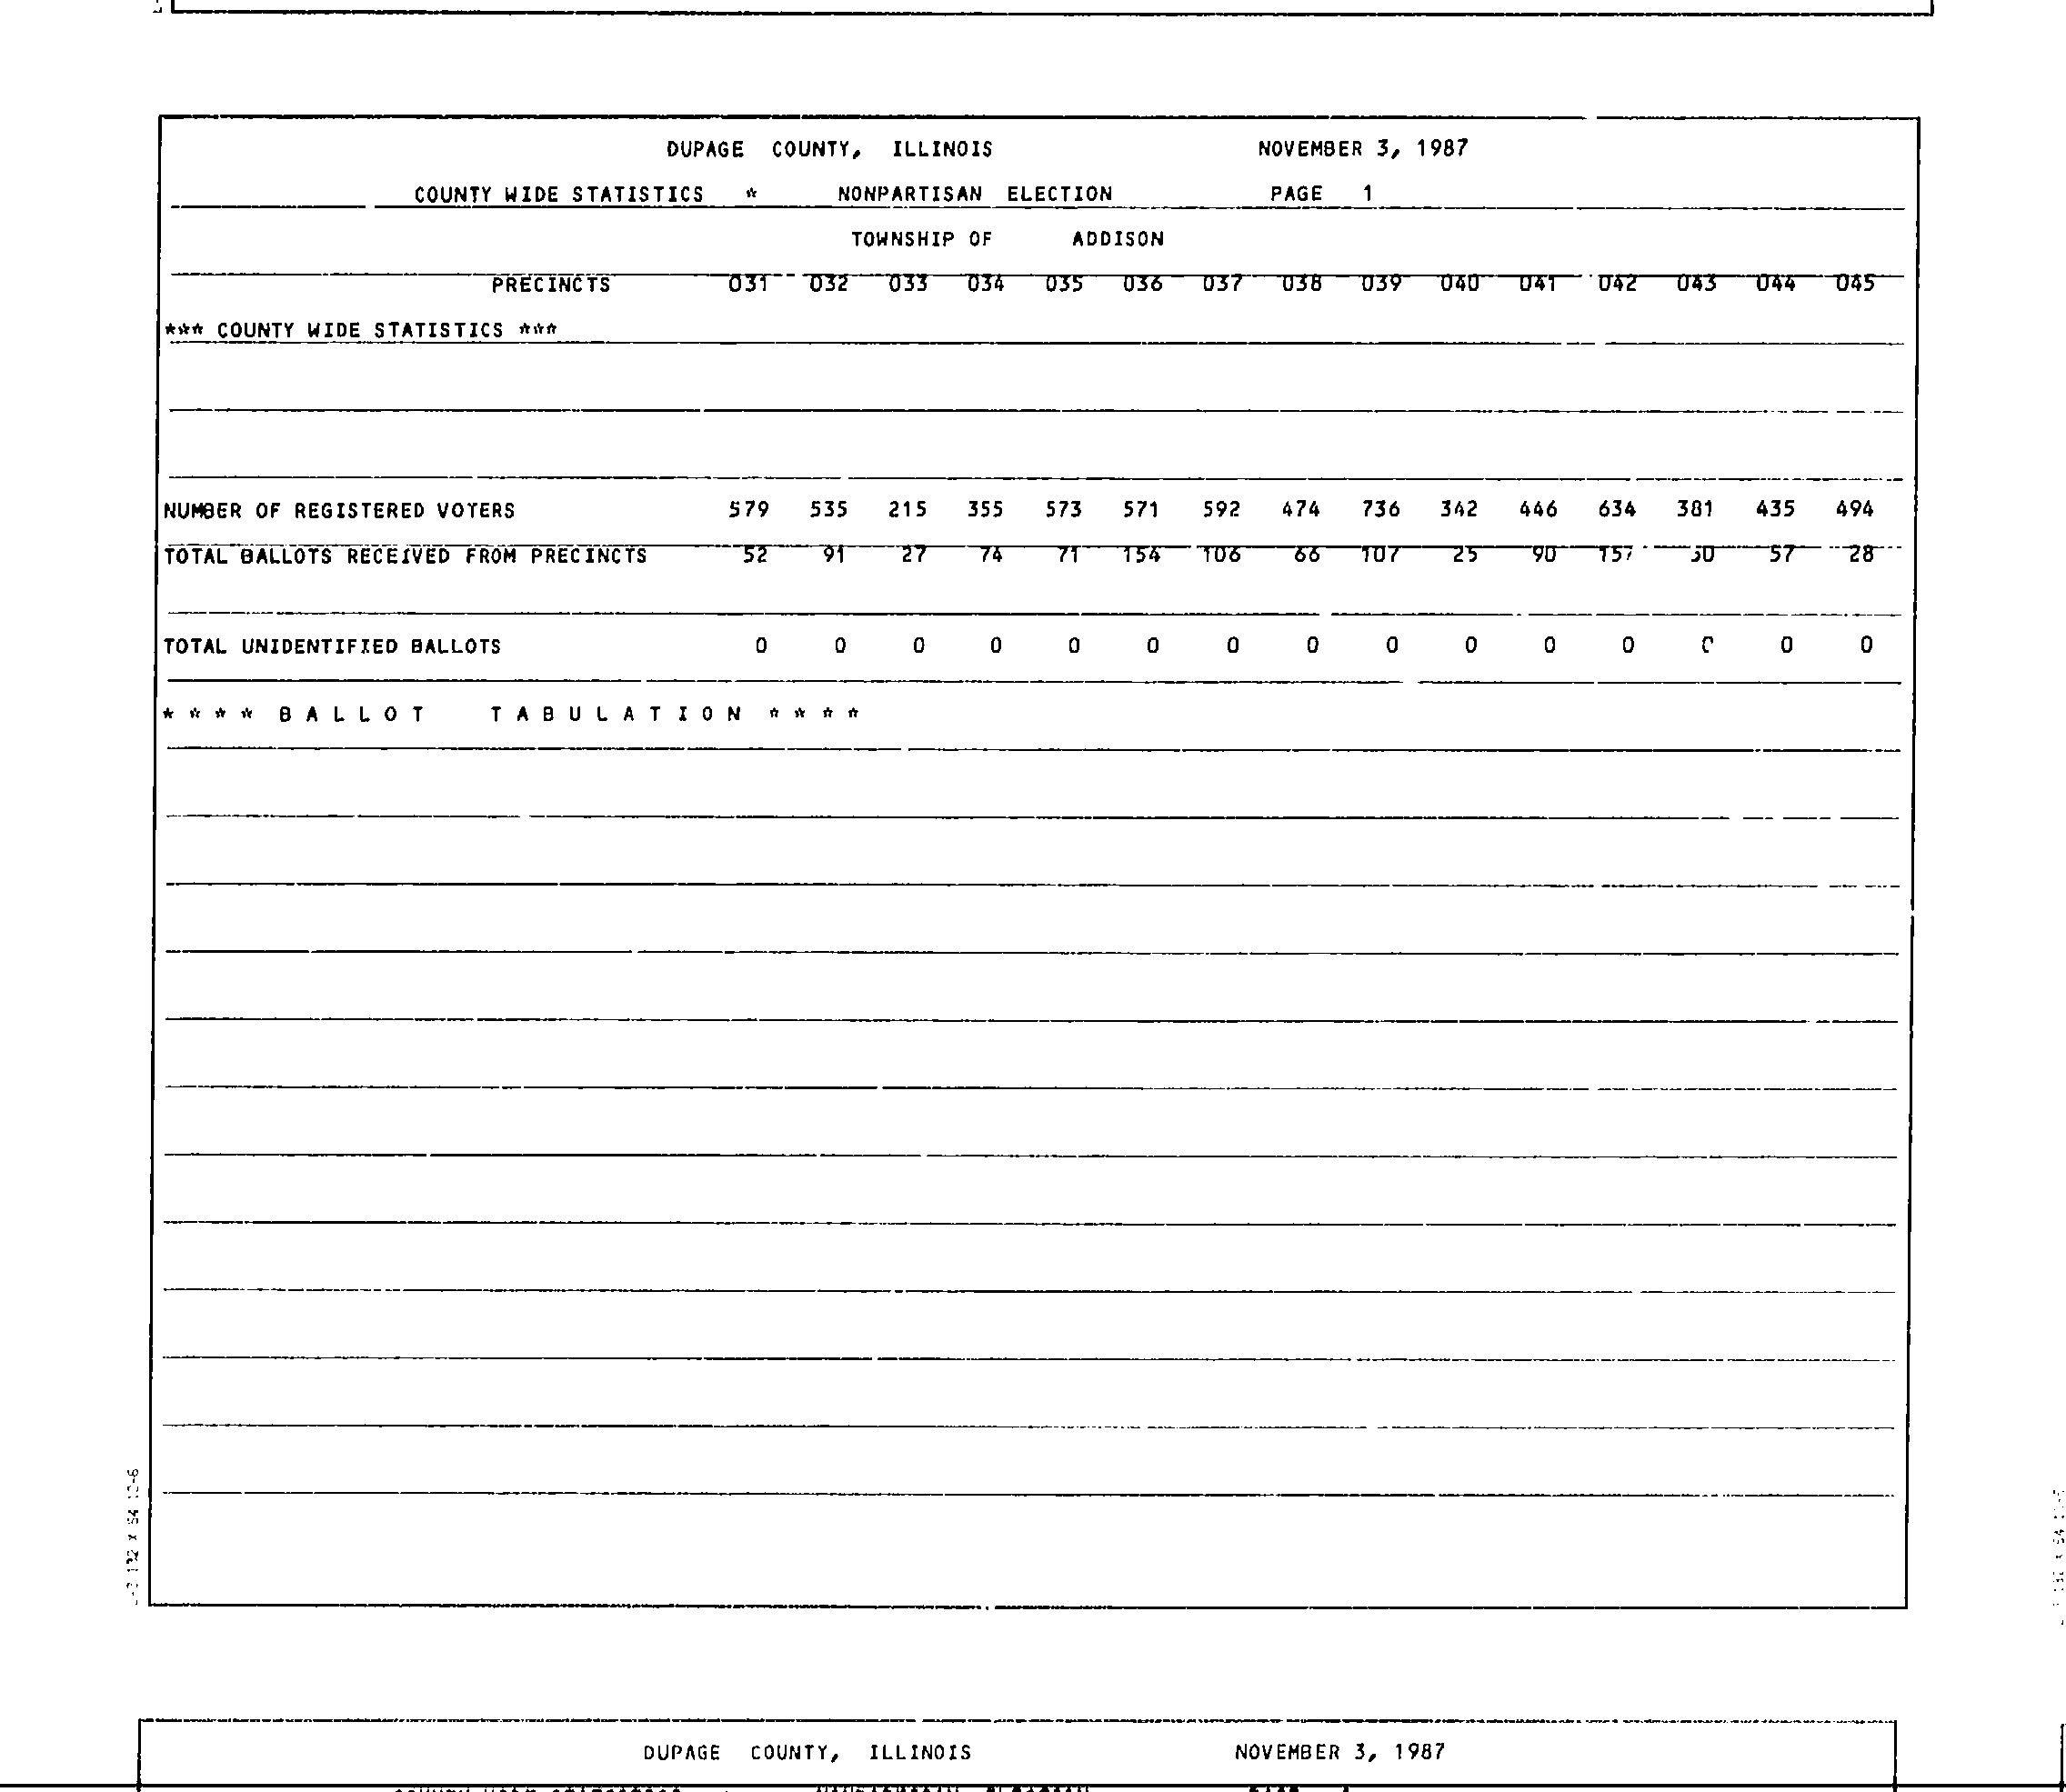 DUPAGE COUNTY, ILLINOIS NOVEMBER 3, 1987
COUNTY WIDE STATISTICS * NONPARTISAN ELECTION PAGE 1
TOWNSHIP OF ADDISON
PRECINCTS 031 032 033 034 035 036 037 038 039 040 041 042 043 044 045
*** COUNTY WIDE STATISTICS ***
NUMBER OF REGISTERED VOTERS 579 535 215 355 573 571 592 474 736 342 446 634 381 435 494
TOTAL BALLOTS RECEIVED FROM PRECINCTS 52 91 27 74 71 154 106 66 107 25 90 157 57 28
TOTAL UNIDENTIFIED BALLOTS 0 0 0 0 0 0 0 0 0 0 0 0 0 0 0
* * * * B A L L O T T A B U L A T I O N * * * *
DUPAGE COUNTY, ILLINOIS NOVEMBER 3, 1987